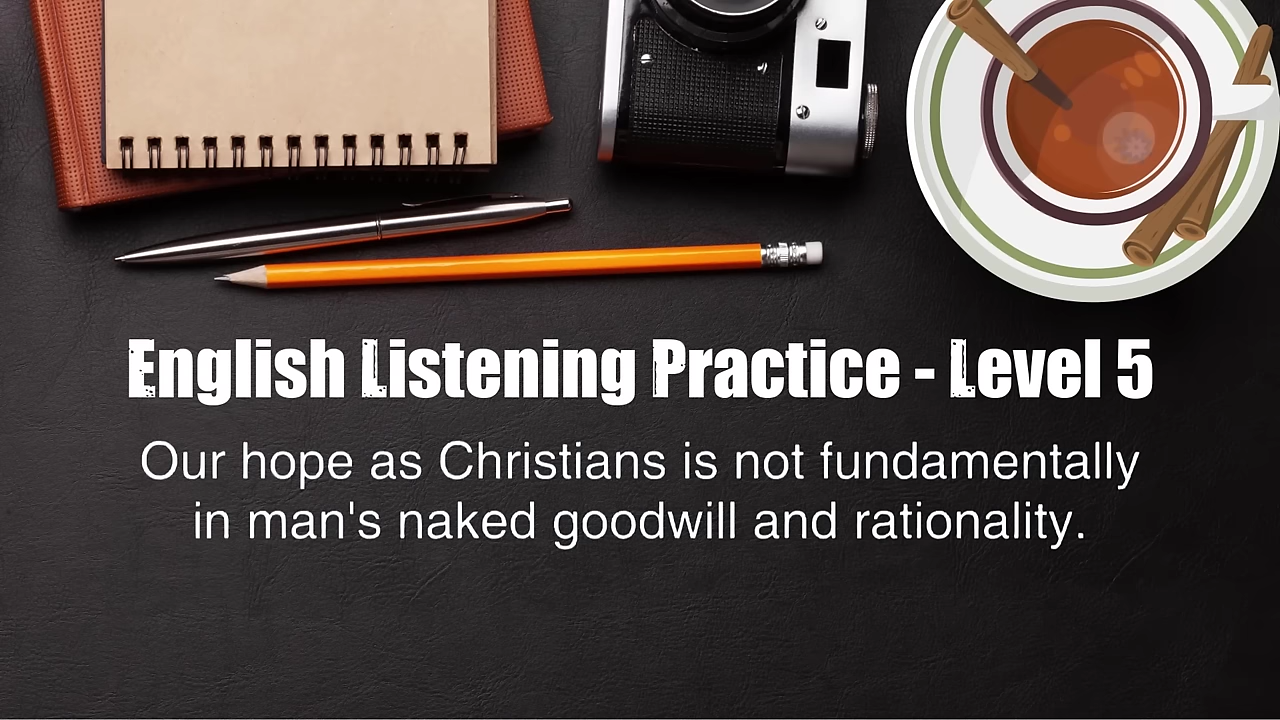 English Listening Practice - Level 5
Our hope as Christians is not fundamentally
in man's naked goodwill and rationality.